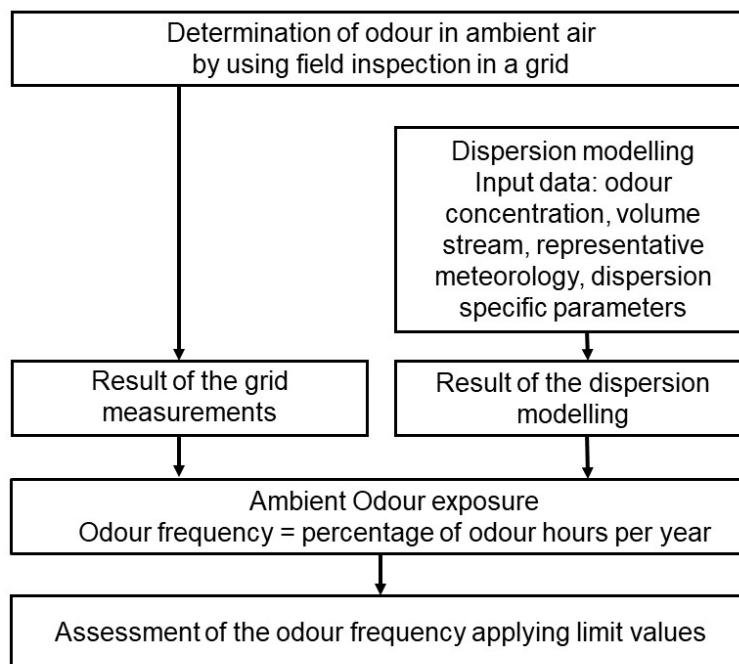 Determination of odour in ambient air
by using field inspection in a grid
Dispersion modelling
Input data: odour
concentration, volume
stream, representative
meteorology, dispersion
specific parameters
Result of the grid
measurements
Result of the dispersion
modelling
Ambient Odour exposure
Odour frequency = percentage of odour hours per year
Assessment of the odour frequency applying limit values